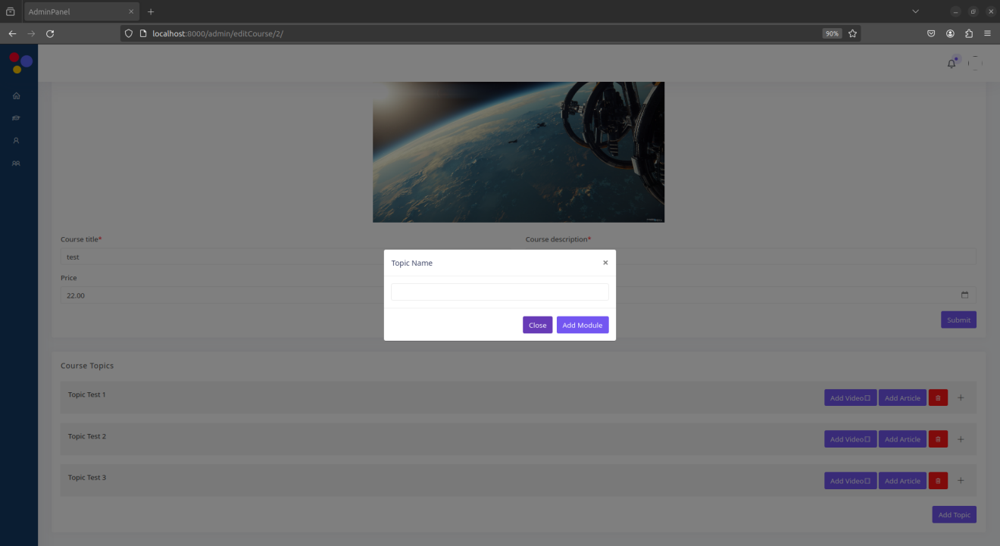 AdminPanel
localhost:8000/admin/editCourse/2/
90%
Course title*
Course description*
test
Price
22.00
Topic Name
Close
Add Module
Submit
Course Topics
Topic Test 1
Add Video
Add Article
Topic Test 2
Add Video
Add Article
Topic Test 3
Add Video
Add Article
Add Topic